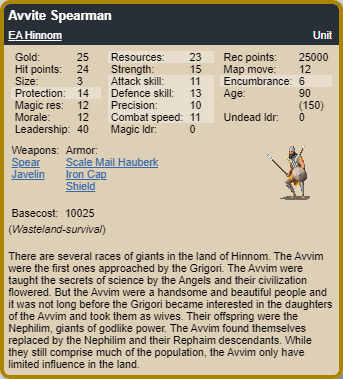 Avvite Spearman
EA Hinnom Unit
Gold: 25 Resources: 23 Rec points: 25000
Hit points: 24 Strength: 15 Map move: 12
Size: 3 Attack skill: 11 Encumbrance: 6
Protection: 14 Defence skill: 13 Age: 90
Magic res: 12 Precision: 10 (150)
Morale: 12 Combat speed: 11 Undead ldr: 0
Leadership: 40 Magic ldr: 0
Weapons: Armor:
Spear Scale Mail Hauberk
Javelin Iron Cap
Shield
Basecost: 10025
(Wasteland-survival)
There are several races of giants in the land of Hinnom. The Avvim
were the first ones approached by the Grigori. The Avvim were
taught the secrets of science by the Angels and their civilization
flowered. But the Avvim were a handsome and beautiful people and
it was not long before the Grigori became interested in the daughters
of the Avvim and took them as wives. Their offspring were the
Nephilim, giants of godlike power. The Avvim found themselves
replaced by the Nephilim and their Rephaim descendants. While
they still comprise much of the population, the Avvim only have
limited influence in the land.